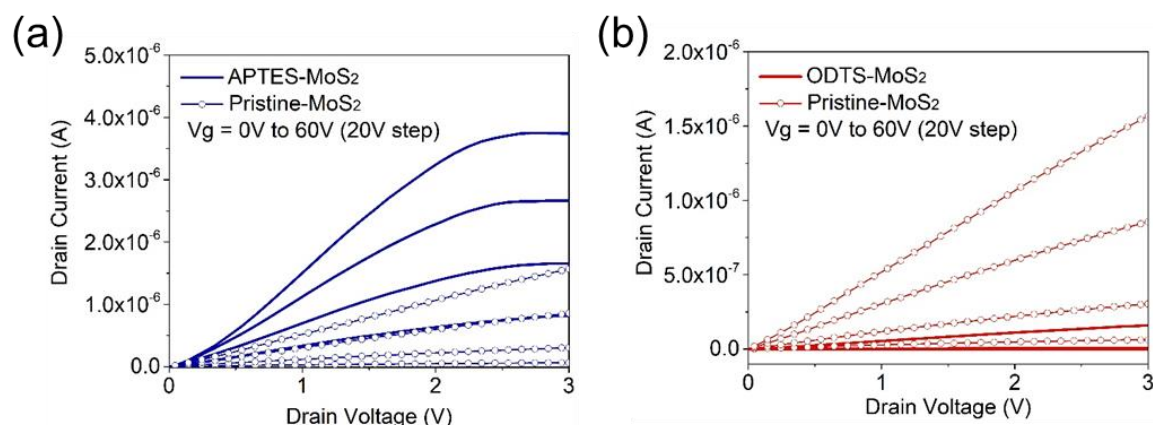 (a)
5.0x10⁻⁶
4.0x10⁻⁶
3.0x10⁻⁶
2.0x10⁻⁶
1.0x10⁻⁶
0.0
Drain Current (A)
APTES-MoS₂
Pristine-MoS₂
Vg = 0V to 60V (20V step)
0
1
2
3
Drain Voltage (V)
(b)
2.0x10⁻⁶
1.5x10⁻⁶
1.0x10⁻⁶
5.0x10⁻⁷
0.0
Drain Current (A)
ODTS-MoS₂
Pristine-MoS₂
Vg = 0V to 60V (20V step)
0
1
2
3
Drain Voltage (V)